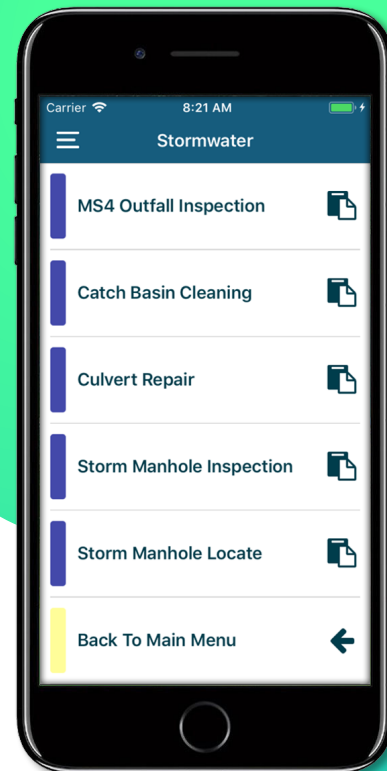 Carrier 8:21 AM
Stormwater
MS4 Outfall Inspection
Catch Basin Cleaning
Culvert Repair
Storm Manhole Inspection
Storm Manhole Locate
Back To Main Menu